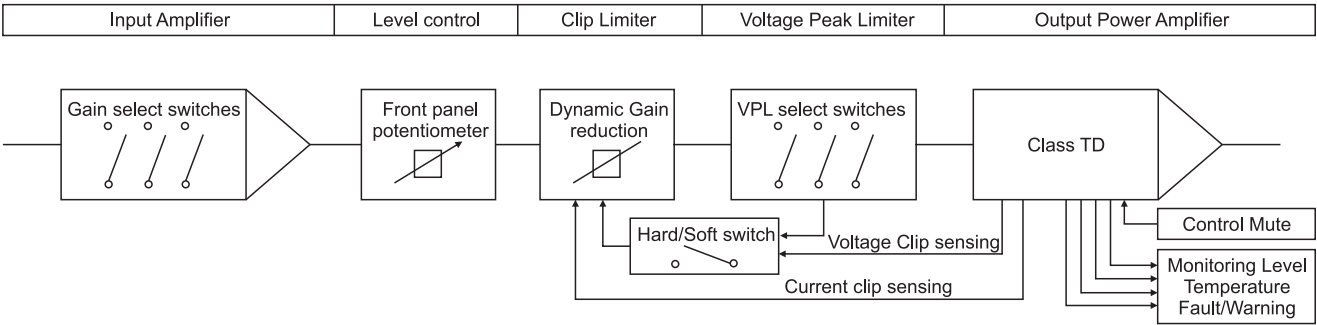 Input Amplifier
Level control
Clip Limiter
Voltage Peak Limiter
Output Power Amplifier
Gain select switches
Front panel
potentiometer
Dynamic Gain
reduction
VPL select switches
Class TD
Hard/Soft switch
Voltage Clip sensing
Current clip sensing
Control Mute
Monitoring Level
Temperature
Fault/Warning